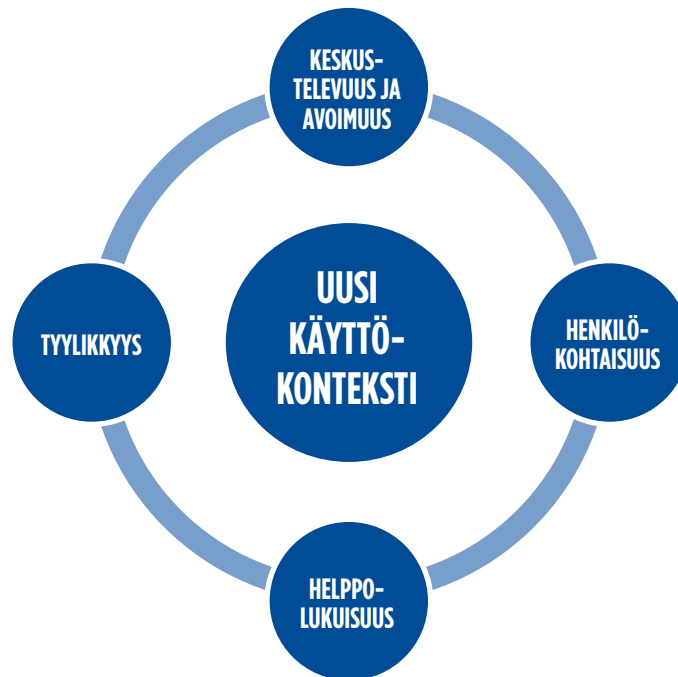 KESKUS-
TELEVUUS JA
AVOIMUUS
UUSI
KÄYTTÖ-
KONTEKSTI
TYYLIKKYYS
HENKILÖ-
KOHTAISUUS
HELPPO-
LUKUISUUS